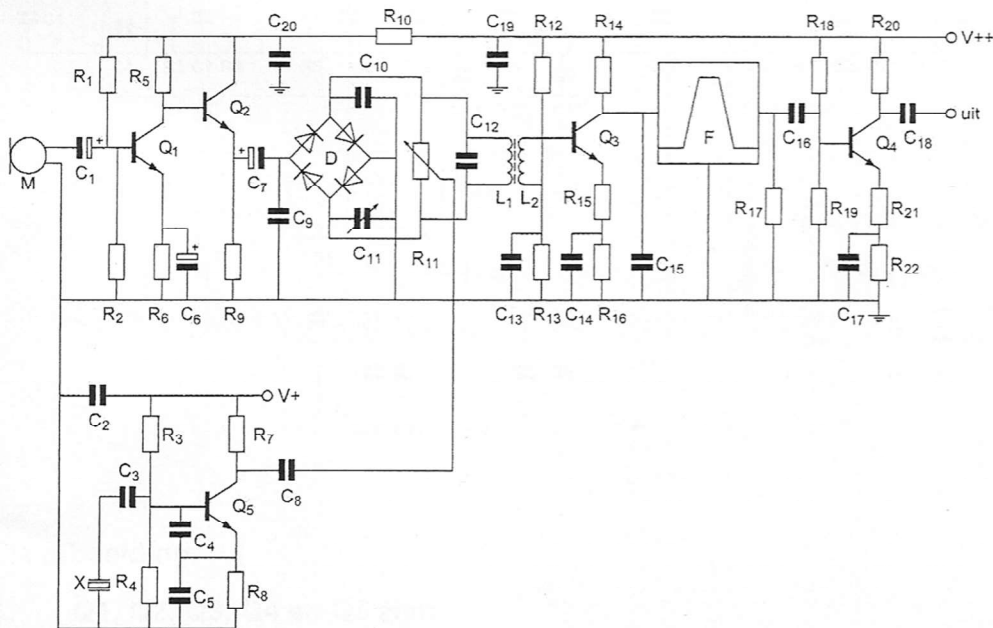 C20 R10 C19 R12 R14 R18 R20
V++
R1 R5 C10
Q2 C12 Q3 F C16 Q4 C18 uit
M C1 + Q1 + C7 D
L1 L2 R15 R17 R19 R21
C9 C11 R11 C15 R22
+
R2 R6 C6 R9 C13 R13 C14 R16 C17
V+
C2 R3 R7
C3 C8
Q5
C4
X R4 C5 R8